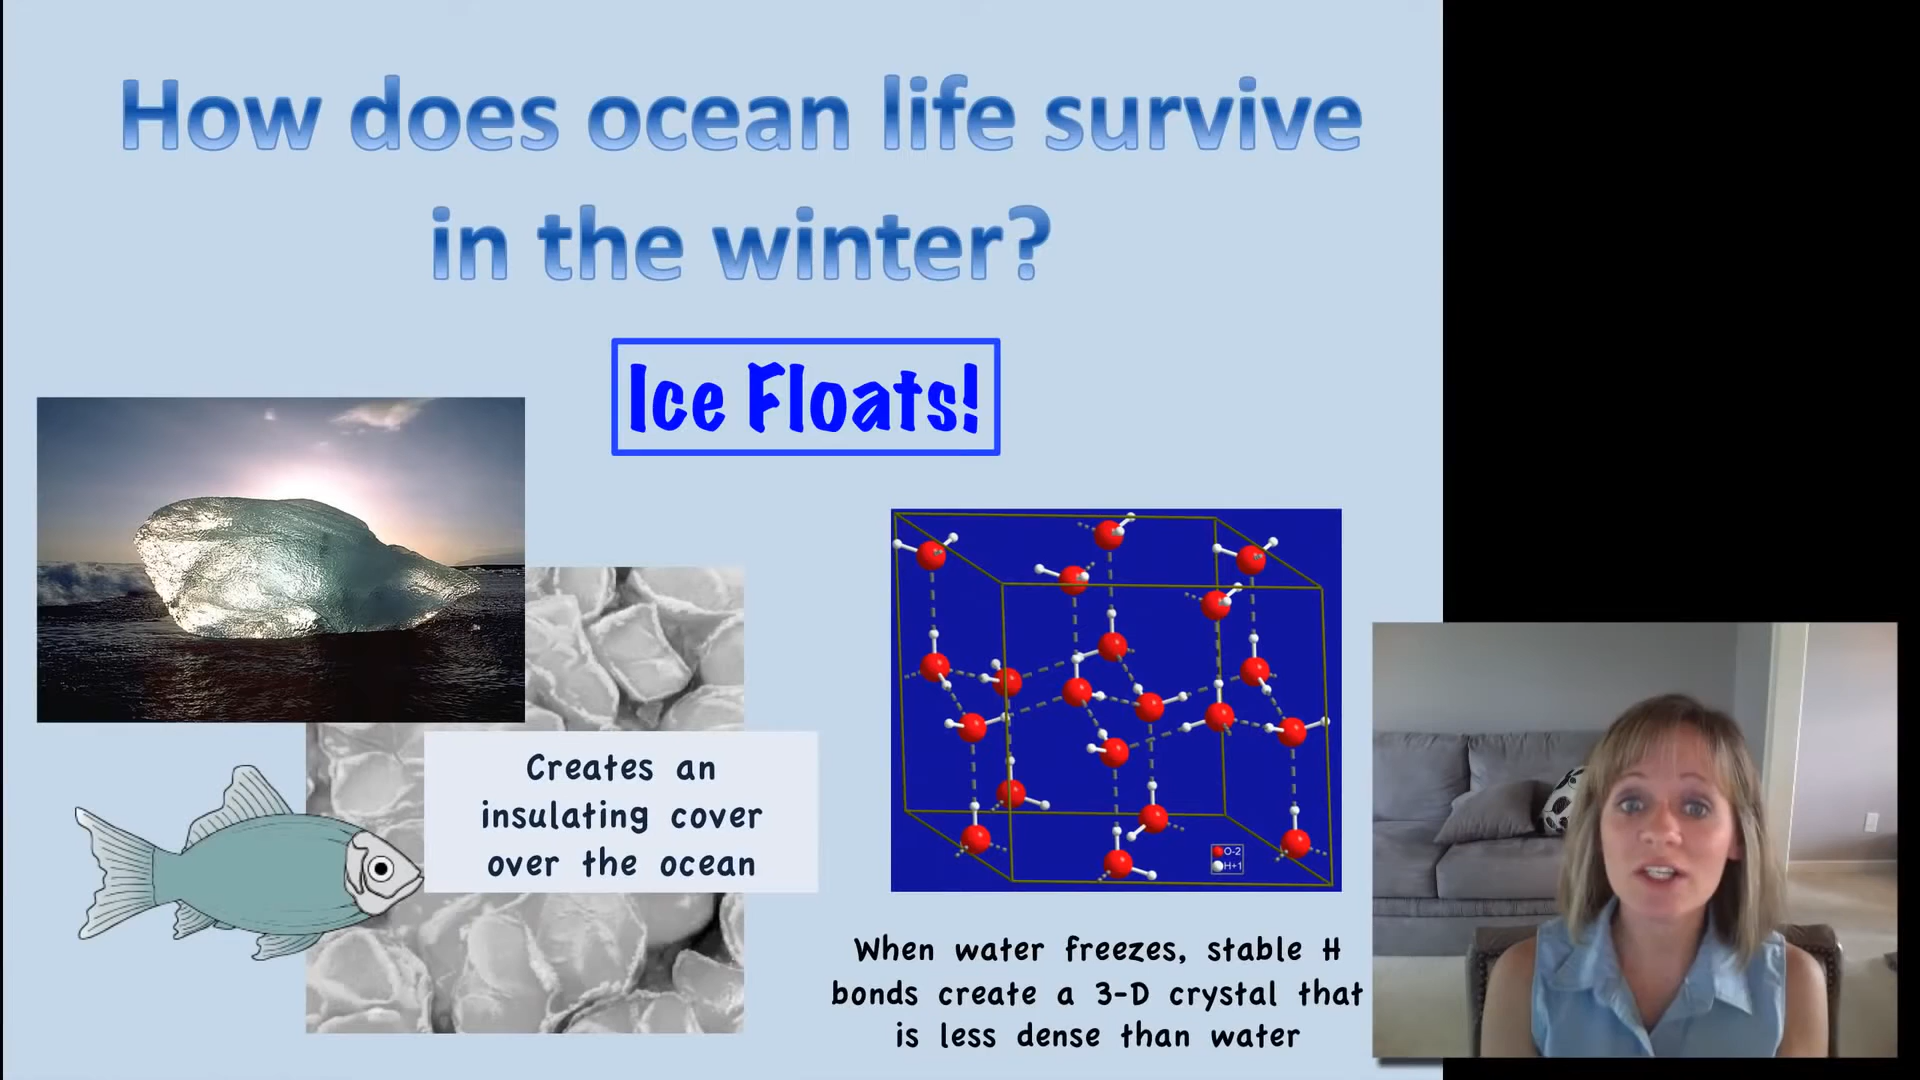 How does ocean life survive
in the winter?
Ice Floats!
Creates an
insulating cover
over the ocean
O-2
H+1
When water freezes, stable H
bonds create a 3-D crystal that
is less dense than water